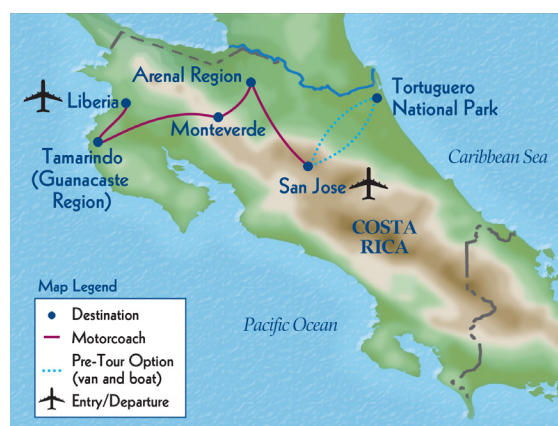 Arenal Region
Liberia
Monteverde
Tamarindo
(Guanacaste
Region)
Tortuguero
National Park
Caribbean Sea
San Jose
COSTA
RICA
Pacific Ocean
Map Legend
Destination
Motorcoach
Pre-Tour Option
(van and boat)
Entry/Departure